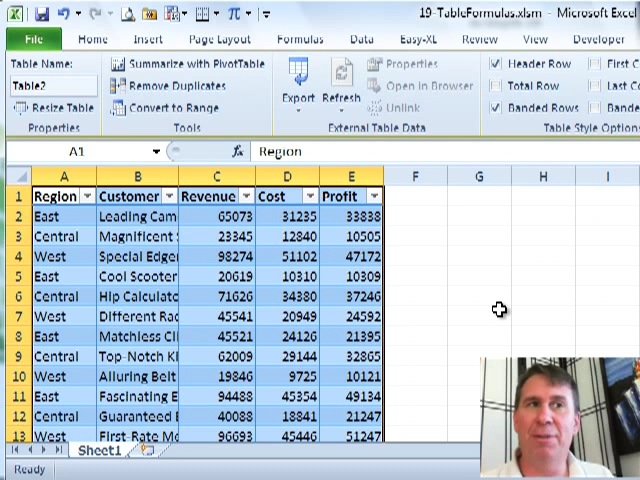 19-TableFormulas.xlsm - Microsoft Excel
File Home Insert Page Layout Formulas Data Easy-XL Review View Developer
Table Name: Summarize with PivotTable Properties Header Row First C
Table2 Remove Duplicates Export Refresh Open in Browser Total Row Last C
Resize Table Convert to Range Unlink Banded Rows Banded
Properties Tools External Table Data Table Style Option
A1 fx Region
A B C D E F G H I
1 Region Customer Revenue Cost Profit
2 East Leading Cam 65073 31235 33838
3 Central Magnificent 23345 12840 10505
4 West Special Edge 98274 51102 47172
5 East Cool Scooter 20619 10310 10309
6 Central Hip Calculato 71626 34380 37246
7 West Different Rac 45541 20949 24592
8 East Matchless Cl 45521 24126 21395
9 Central Top-Notch Ki 62009 29144 32865
10 West Alluring Belt 19846 9725 10121
11 East Fascinating E 94488 45354 49134
12 Central Guaranteed 40088 18841 21247
13 West First-Rate Mo 96693 45446 51247
Sheet1
Ready